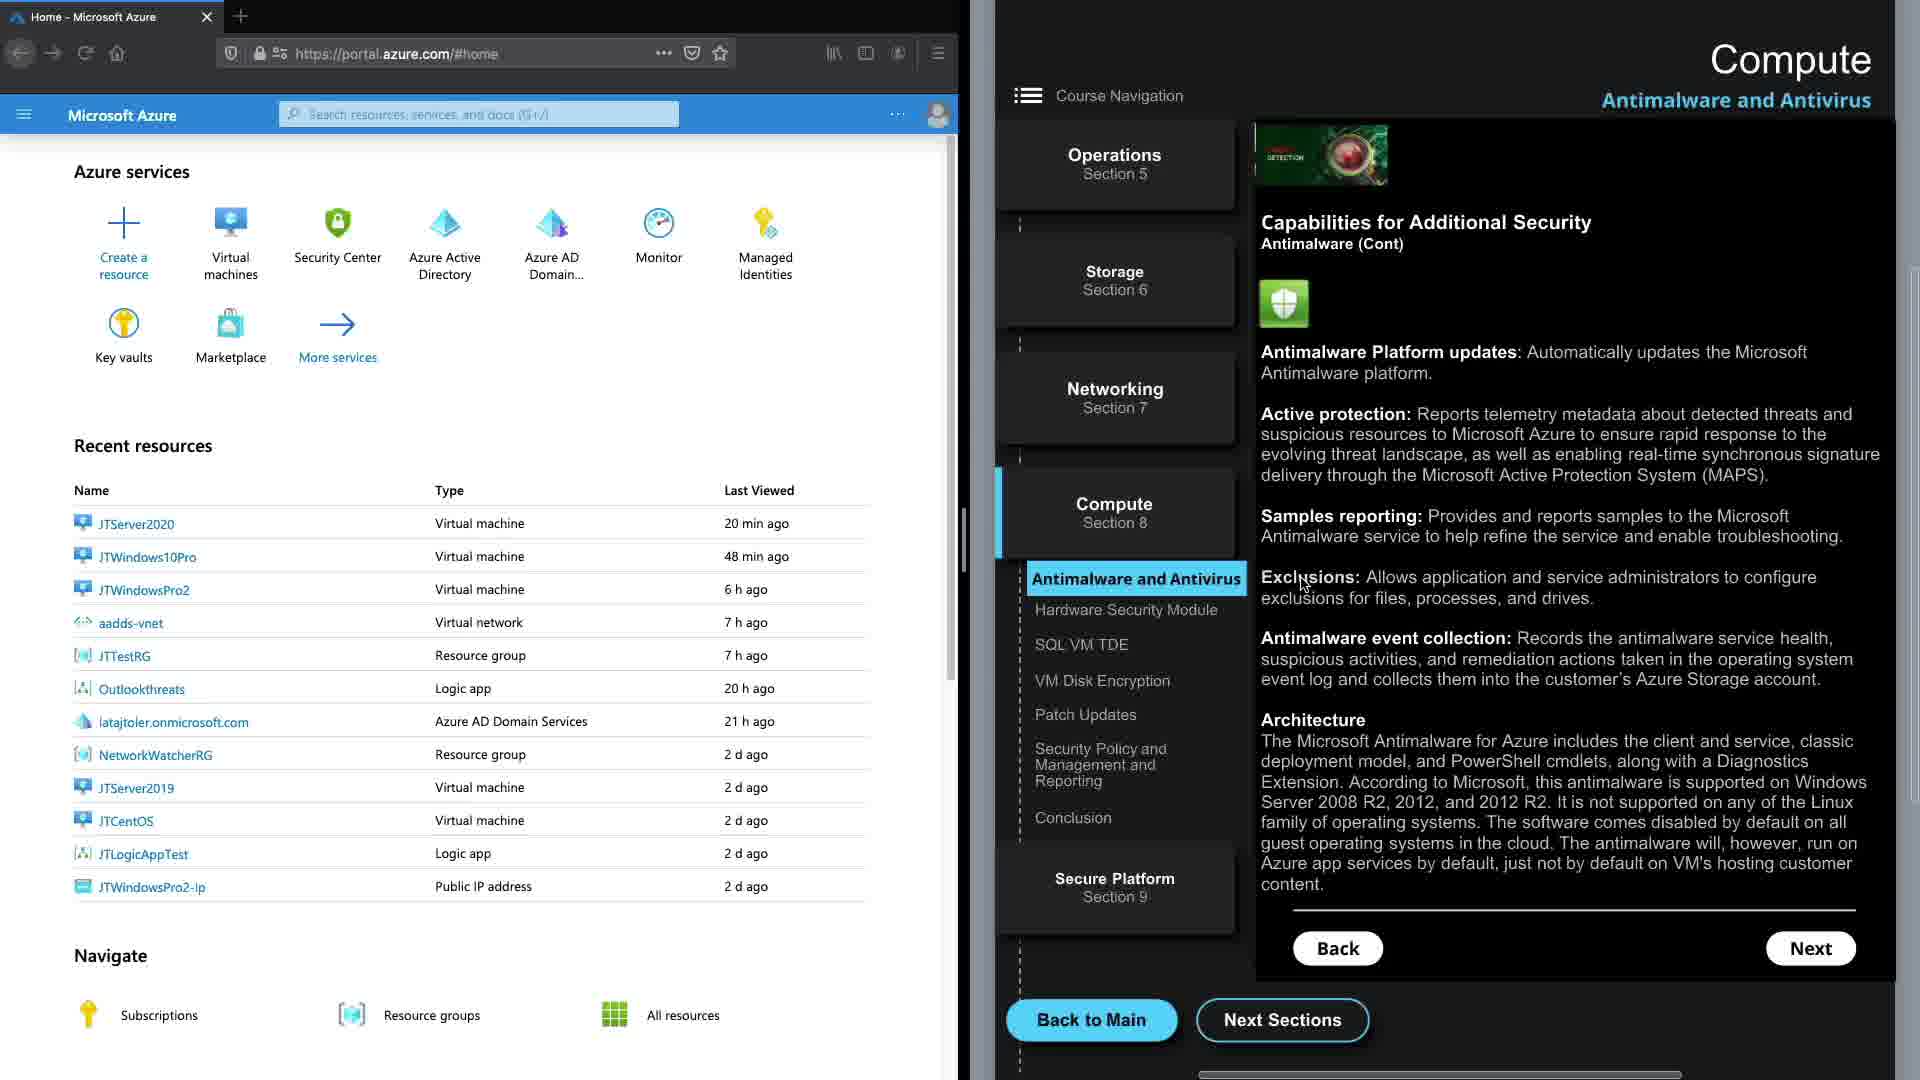 Home - Microsoft Azure
https://portal.azure.com/#home
Microsoft Azure
Search resources, services, and docs (G+/)
Azure services
Create a
resource
Virtual
machines
Security Center
Azure Active
Directory
Azure AD
Domain...
Monitor
Managed
Identities
Key vaults
Marketplace
More services
Recent resources
Name Type Last Viewed
JTServer2020 Virtual machine 20 min ago
JTWindows10Pro Virtual machine 48 min ago
JTWindowsPro2 Virtual machine 6 h ago
aadds-vnet Virtual network 7 h ago
JTTestRG Resource group 7 h ago
Outlookthreats Logic app 20 h ago
latajtoler.onmicrosoft.com Azure AD Domain Services 21 h ago
NetworkWatcherRG Resource group 2 d ago
JTServer2019 Virtual machine 2 d ago
JTCentOS Virtual machine 2 d ago
JTLogicAppTest Logic app 2 d ago
JTWindowsPro2-ip Public IP address 2 d ago
Navigate
Subscriptions
Resource groups
All resources
Compute
Antimalware and Antivirus
Course Navigation
Operations
Section 5
Storage
Section 6
Networking
Section 7
Compute
Section 8
Antimalware and Antivirus
Hardware Security Module
SQL VM TDE
VM Disk Encryption
Patch Updates
Security Policy and
Management and
Reporting
Conclusion
Secure Platform
Section 9
Back to Main
Next Sections
DETECTION
Capabilities for Additional Security
Antimalware (Cont)
Antimalware Platform updates: Automatically updates the Microsoft
Antimalware platform.
Active protection: Reports telemetry metadata about detected threats and
suspicious resources to Microsoft Azure to ensure rapid response to the
evolving threat landscape, as well as enabling real-time synchronous signature
delivery through the Microsoft Active Protection System (MAPS).
Samples reporting: Provides and reports samples to the Microsoft
Antimalware service to help refine the service and enable troubleshooting.
Exclusions: Allows application and service administrators to configure
exclusions for files, processes, and drives.
Antimalware event collection: Records the antimalware service health,
suspicious activities, and remediation actions taken in the operating system
event log and collects them into the customer's Azure Storage account.
Architecture
The Microsoft Antimalware for Azure includes the client and service, classic
deployment model, and PowerShell cmdlets, along with a Diagnostics
Extension. According to Microsoft, this antimalware is supported on Windows
Server 2008 R2, 2012, and 2012 R2. It is not supported on any of the Linux
family of operating systems. The software comes disabled by default on all
guest operating systems in the cloud. The antimalware will, however, run on
Azure app services by default, just not by default on VM's hosting customer
content.
Back
Next